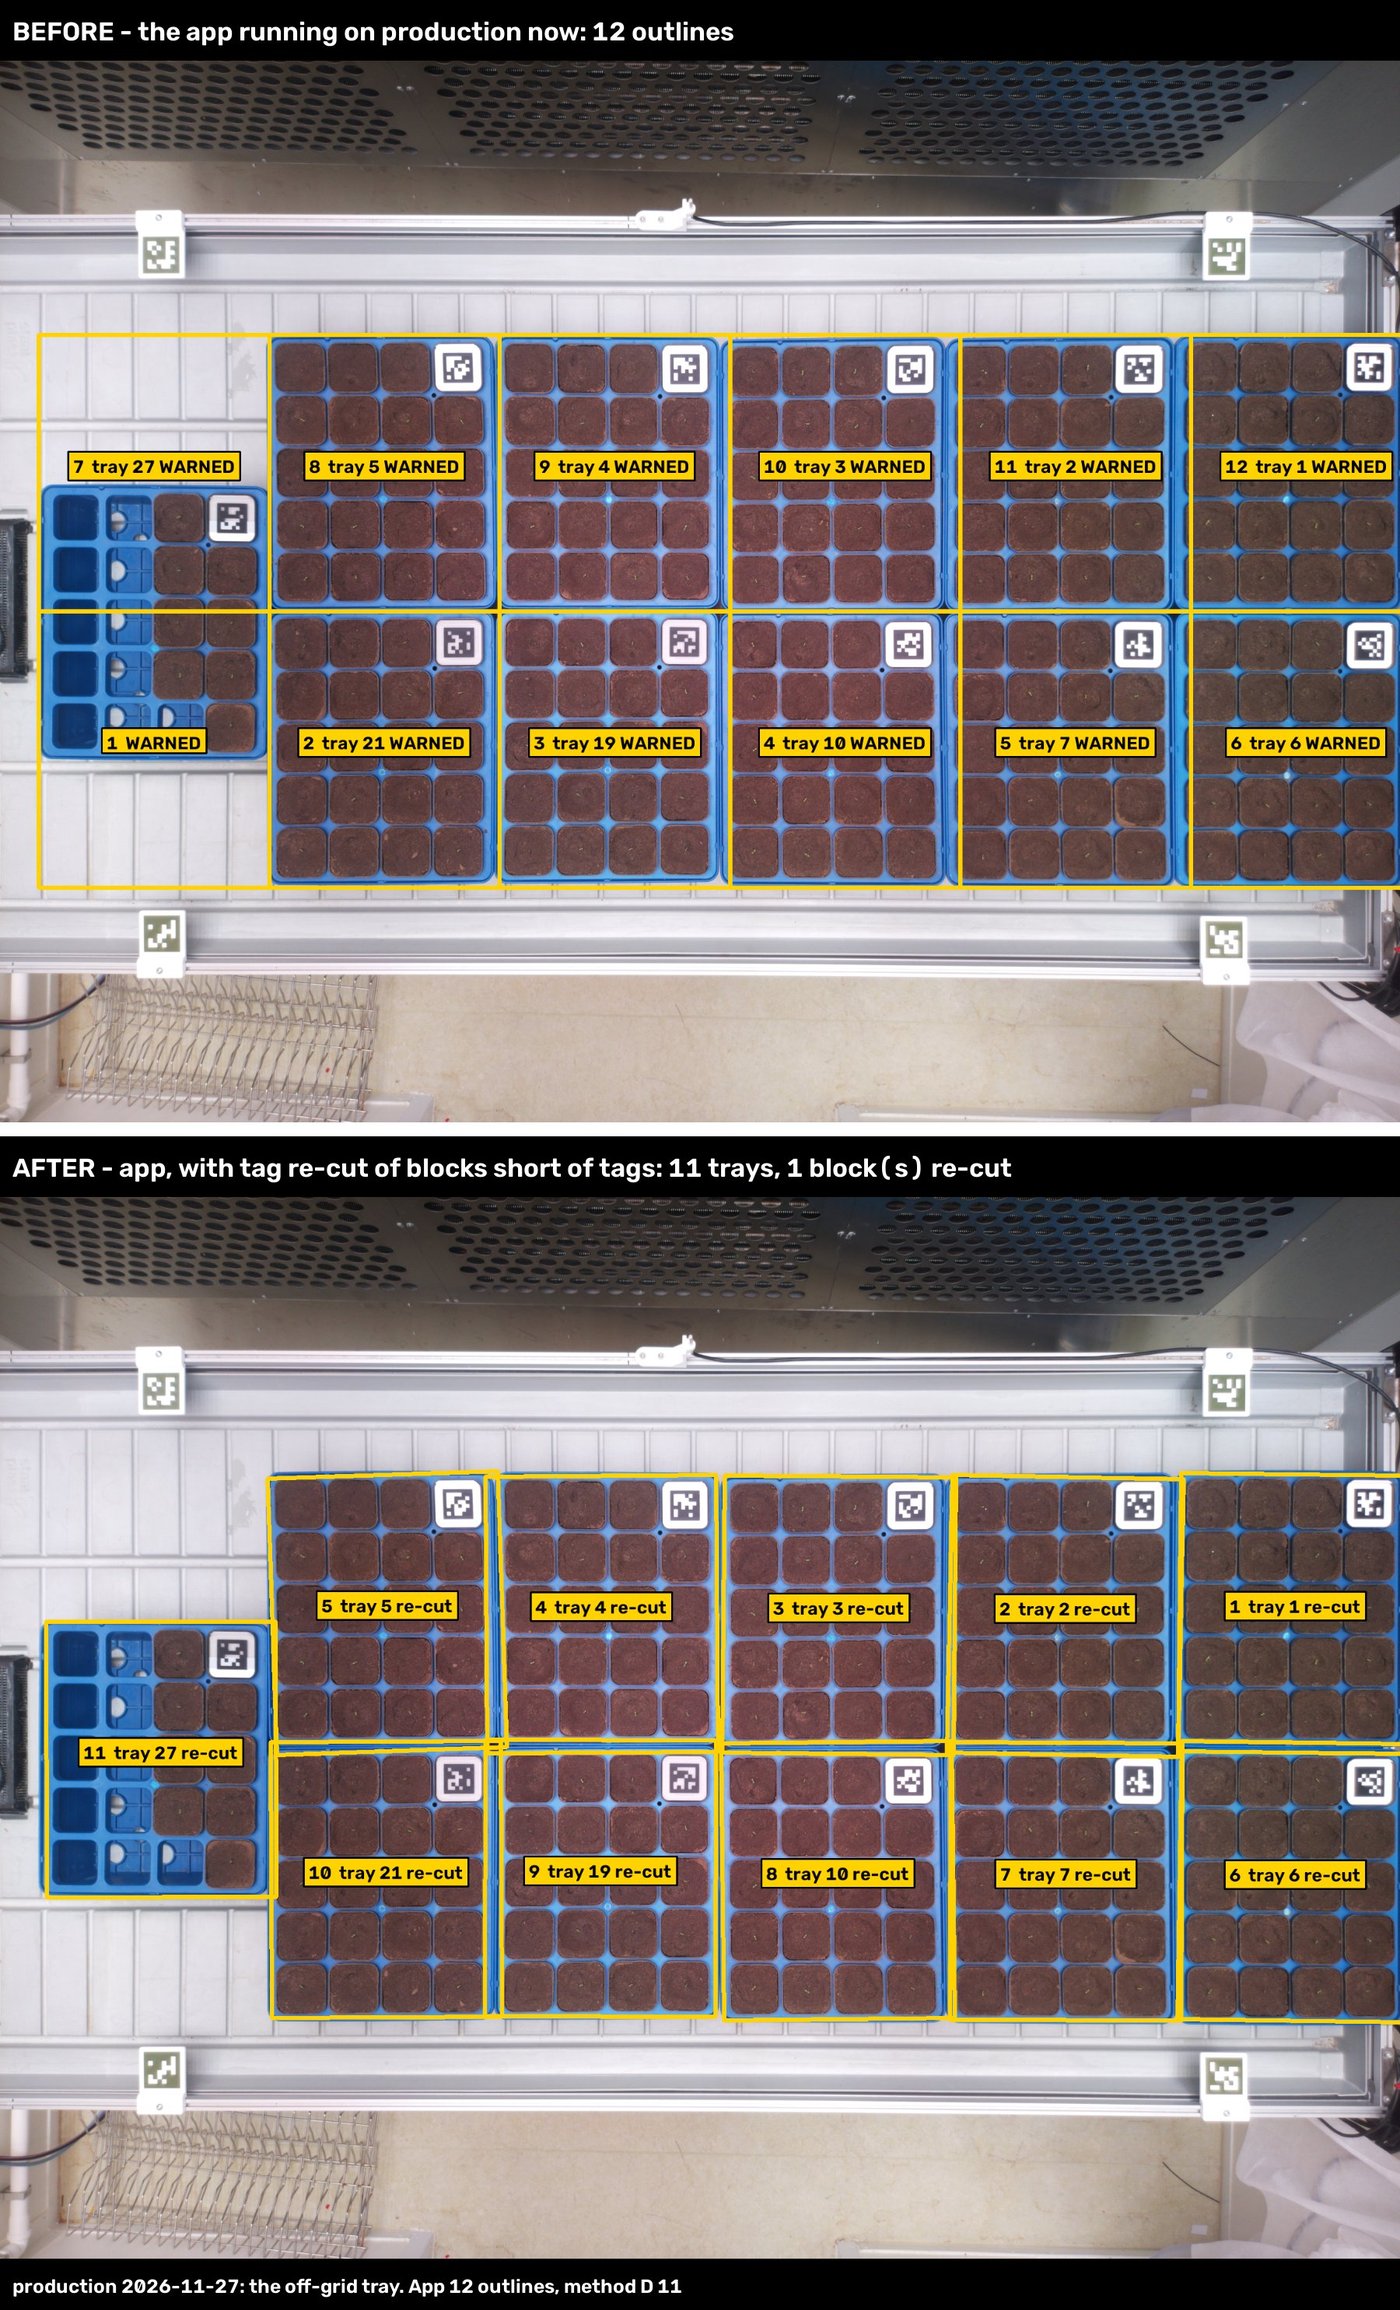 BEFORE - the app running on production now: 12 outlines
7 tray 27 WARNED
8 tray 5 WARNED
9 tray 4 WARNED
10 tray 3 WARNED
11 tray 2 WARNED
12 tray 1 WARNED
1 WARNED
2 tray 21 WARNED
3 tray 19 WARNED
4 tray 10 WARNED
5 tray 7 WARNED
6 tray 6 WARNED
AFTER - app, with tag re-cut of blocks short of tags: 11 trays, 1 block(s) re-cut
5 tray 5 re-cut
4 tray 4 re-cut
3 tray 3 re-cut
2 tray 2 re-cut
1 tray 1 re-cut
11 tray 27 re-cut
10 tray 21 re-cut
9 tray 19 re-cut
8 tray 10 re-cut
7 tray 7 re-cut
6 tray 6 re-cut
production 2026-11-27: the off-grid tray. App 12 outlines, method D 11